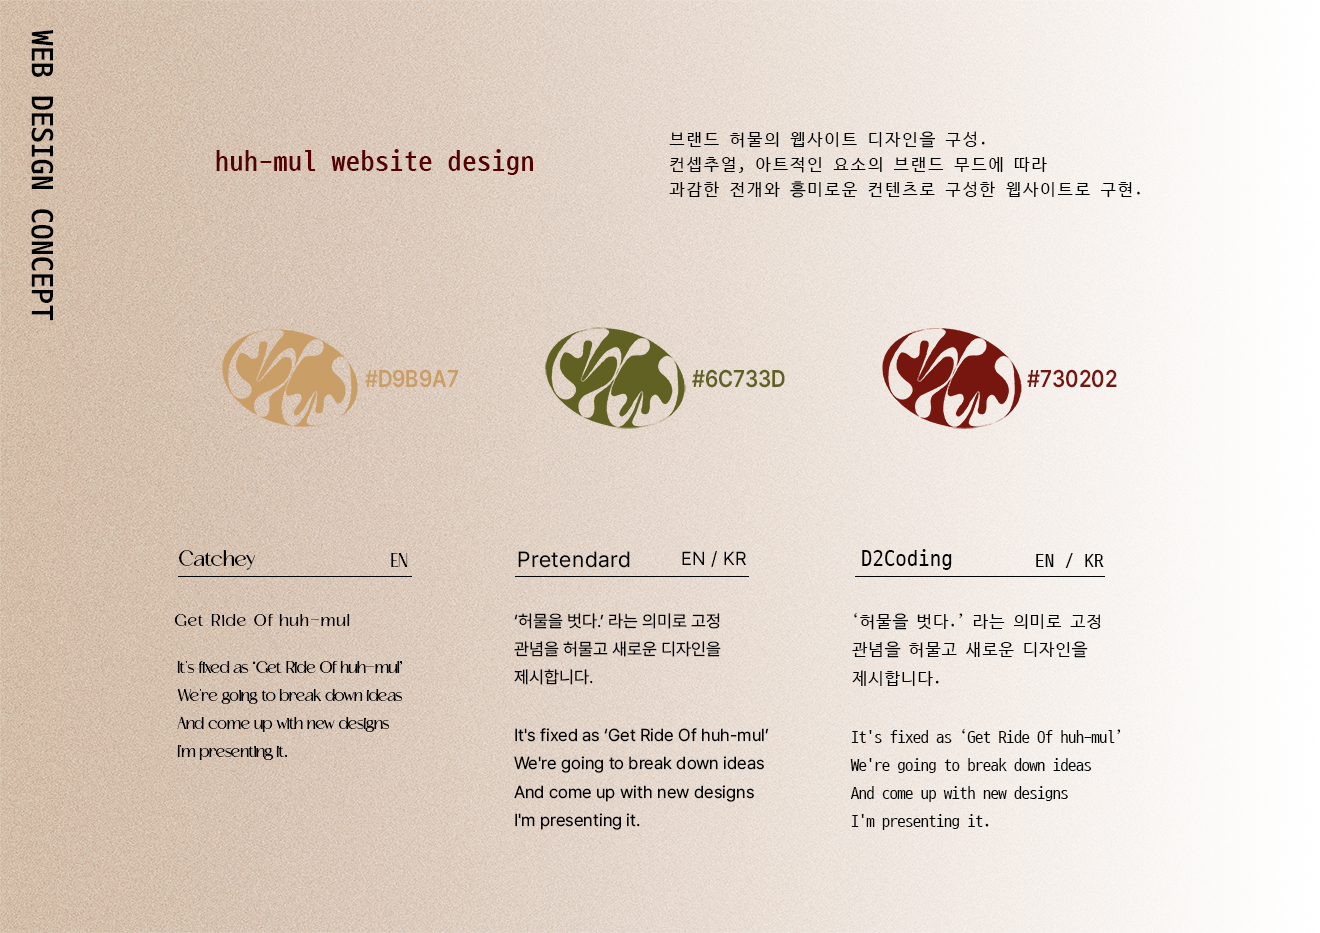 WEB DESIGN CONCEPT
huh-mul website design
브랜드 허물의 웹사이트 디자인을 구성.
컨셉추얼, 아트적인 요소의 브랜드 무드에 따라
과감한 전개와 흥미로운 컨텐츠로 구성한 웹사이트로 구현.
#D9B9A7
#6C733D
#730202
Catchey EN
Get Ride Of huh-mul
It's fixed as ‘Get Ride Of huh-mul’
We're going to break down ideas
And come up with new designs
I'm presenting it.
Pretendard EN / KR
‘허물을 벗다.’ 라는 의미로 고정
관념을 허물고 새로운 디자인을
제시합니다.
It's fixed as ‘Get Ride Of huh-mul’
We're going to break down ideas
And come up with new designs
I'm presenting it.
D2Coding EN / KR
‘허물을 벗다.’ 라는 의미로 고정
관념을 허물고 새로운 디자인을
제시합니다.
It's fixed as ‘Get Ride Of huh-mul’
We're going to break down ideas
And come up with new designs
I'm presenting it.